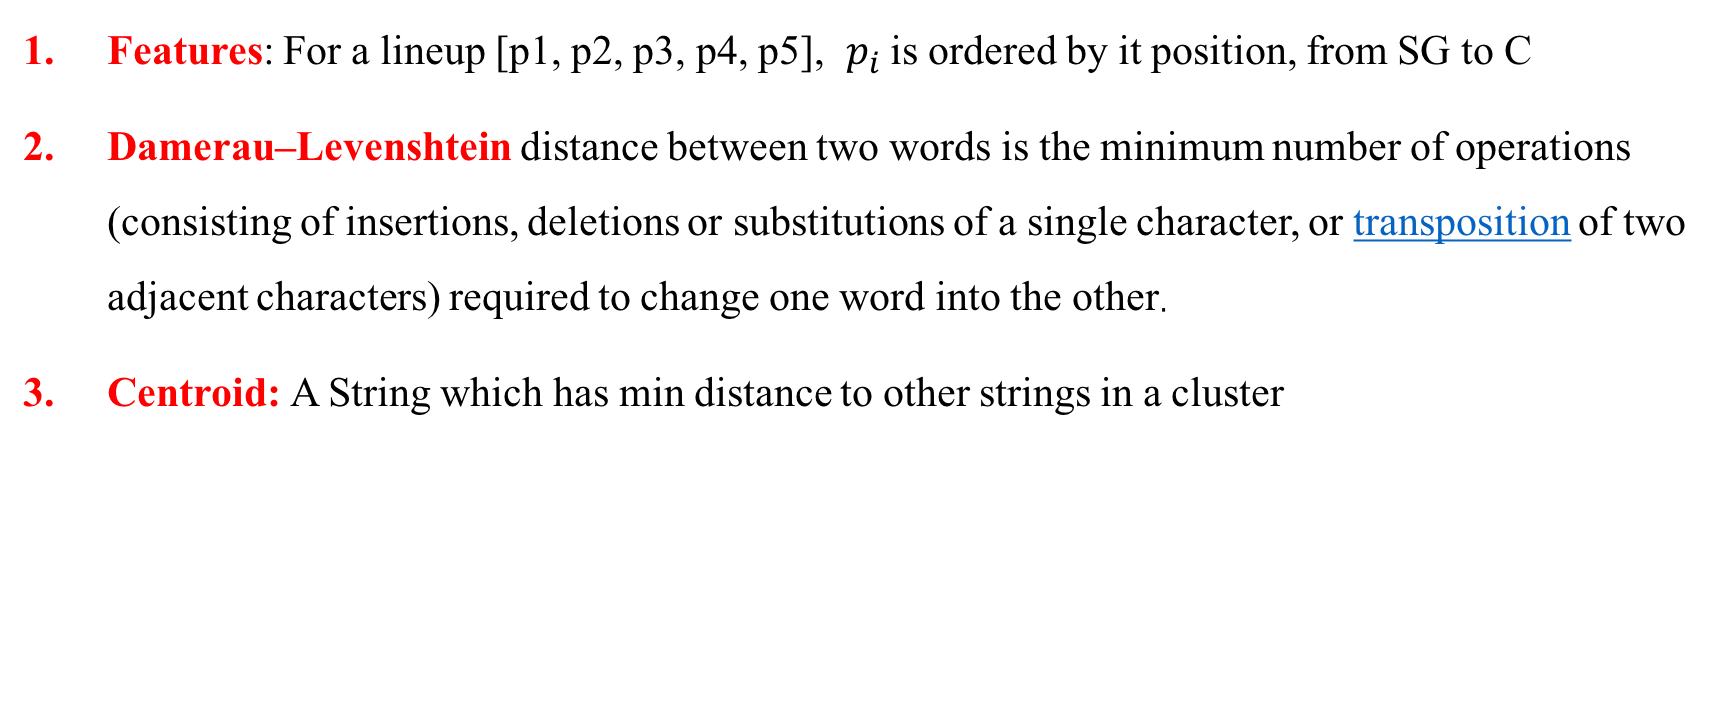 1. Features: For a lineup [p1, p2, p3, p4, p5], pᵢ is ordered by it position, from SG to C
2. Damerau–Levenshtein distance between two words is the minimum number of operations
(consisting of insertions, deletions or substitutions of a single character, or transposition of two
adjacent characters) required to change one word into the other.
3. Centroid: A String which has min distance to other strings in a cluster